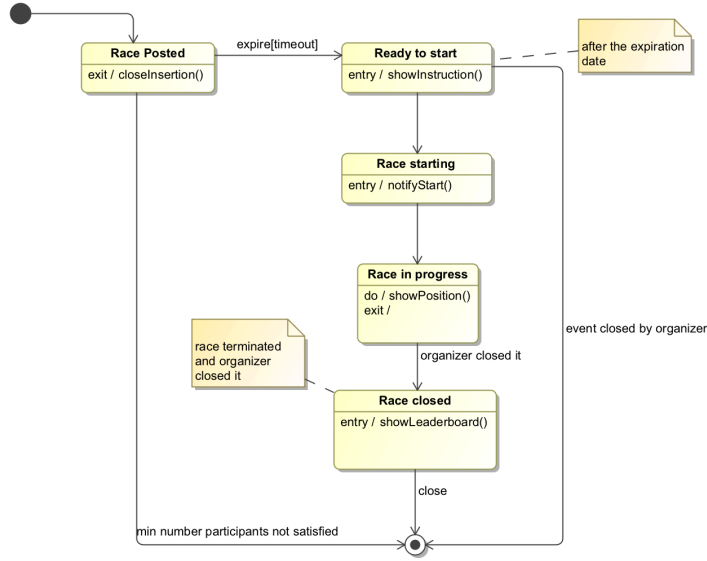 Race Posted
exit / closeInsertion()
expire[timeout]
Ready to start
entry / showInstruction()
after the expiration
date
Race starting
entry / notifyStart()
Race in progress
do / showPosition()
exit /
event closed by organizer
race terminated
and organizer
closed it
organizer closed it
Race closed
entry / showLeaderboard()
close
min number participants not satisfied